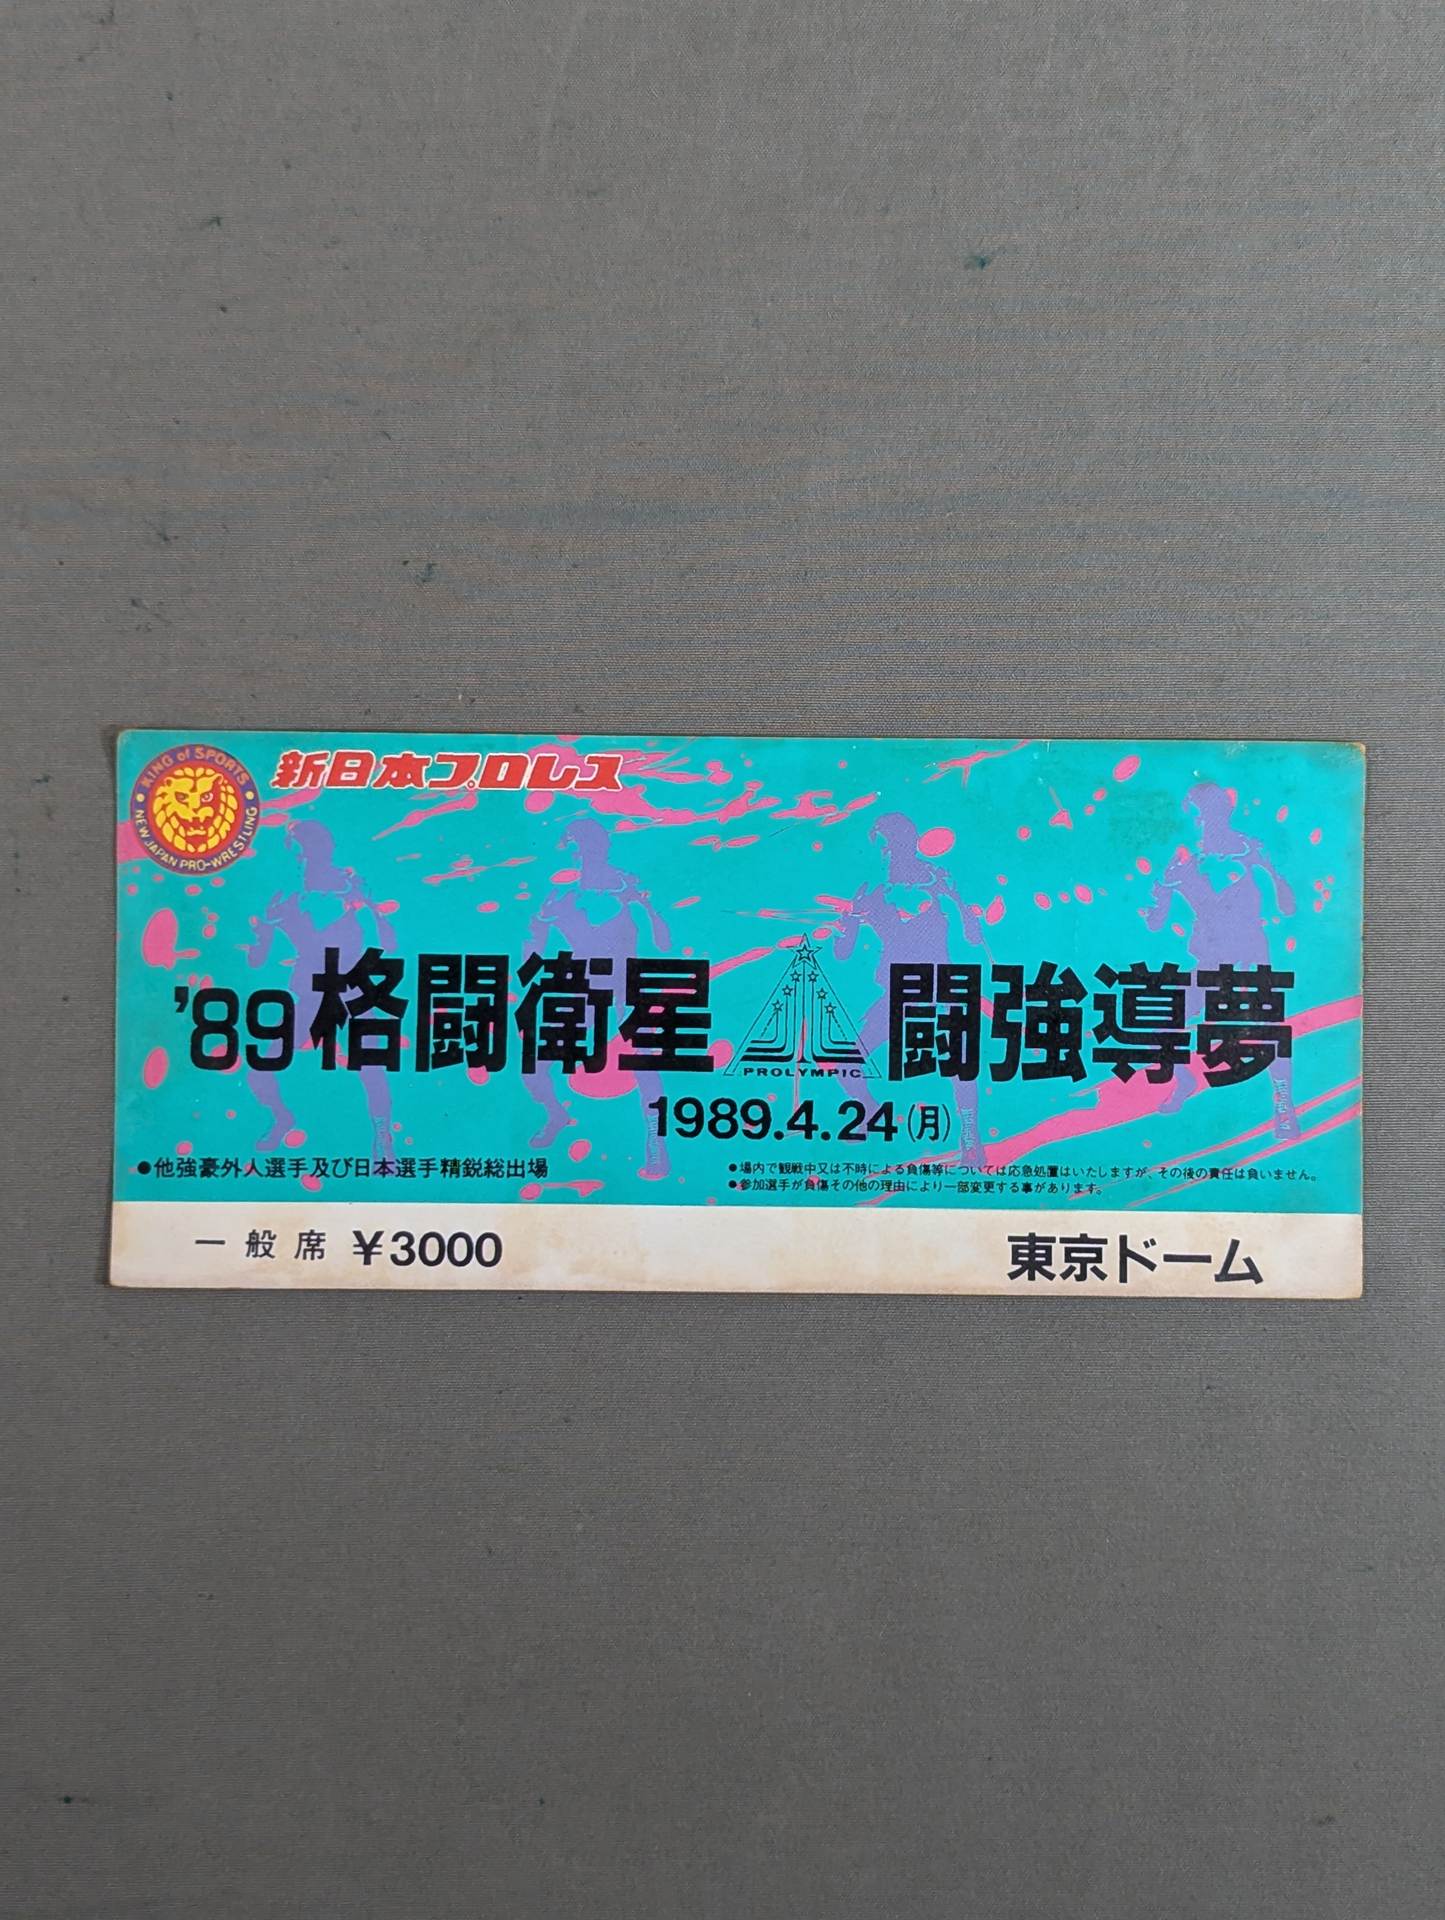 KING of SPORTS
NEW JAPAN PRO-WRESTLING
新日本プロレス
'89格闘衛星
PROLYMPIC
闘強導夢
1989.4.24(月)
●他強豪外人選手及び日本選手精鋭総出場
●場内で観戦中又は不時による負傷等については応急処置はいたしますが、その後の責任は負いません。
●参加選手が負傷その他の理由により一部変更する事があります。
一般席 ¥3000
東京ドーム